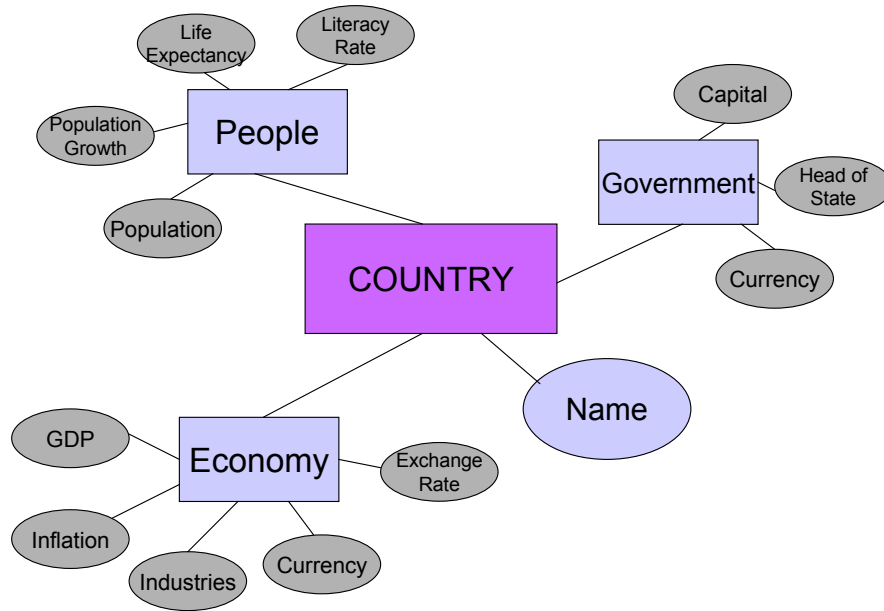 Life
Expectancy
Literacy
Rate
Population
Growth
People
Population
Capital
Government
Head of
State
Currency
COUNTRY
Name
GDP
Economy
Exchange
Rate
Inflation
Industries
Currency